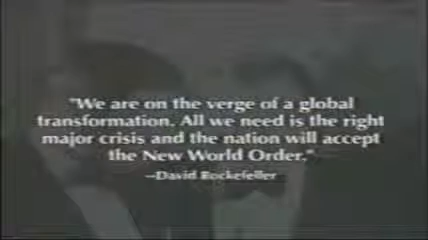 "We are on the verge of a global
transformation. All we need is the right
major crisis and the nation will accept
the New World Order."
--David Rockefeller